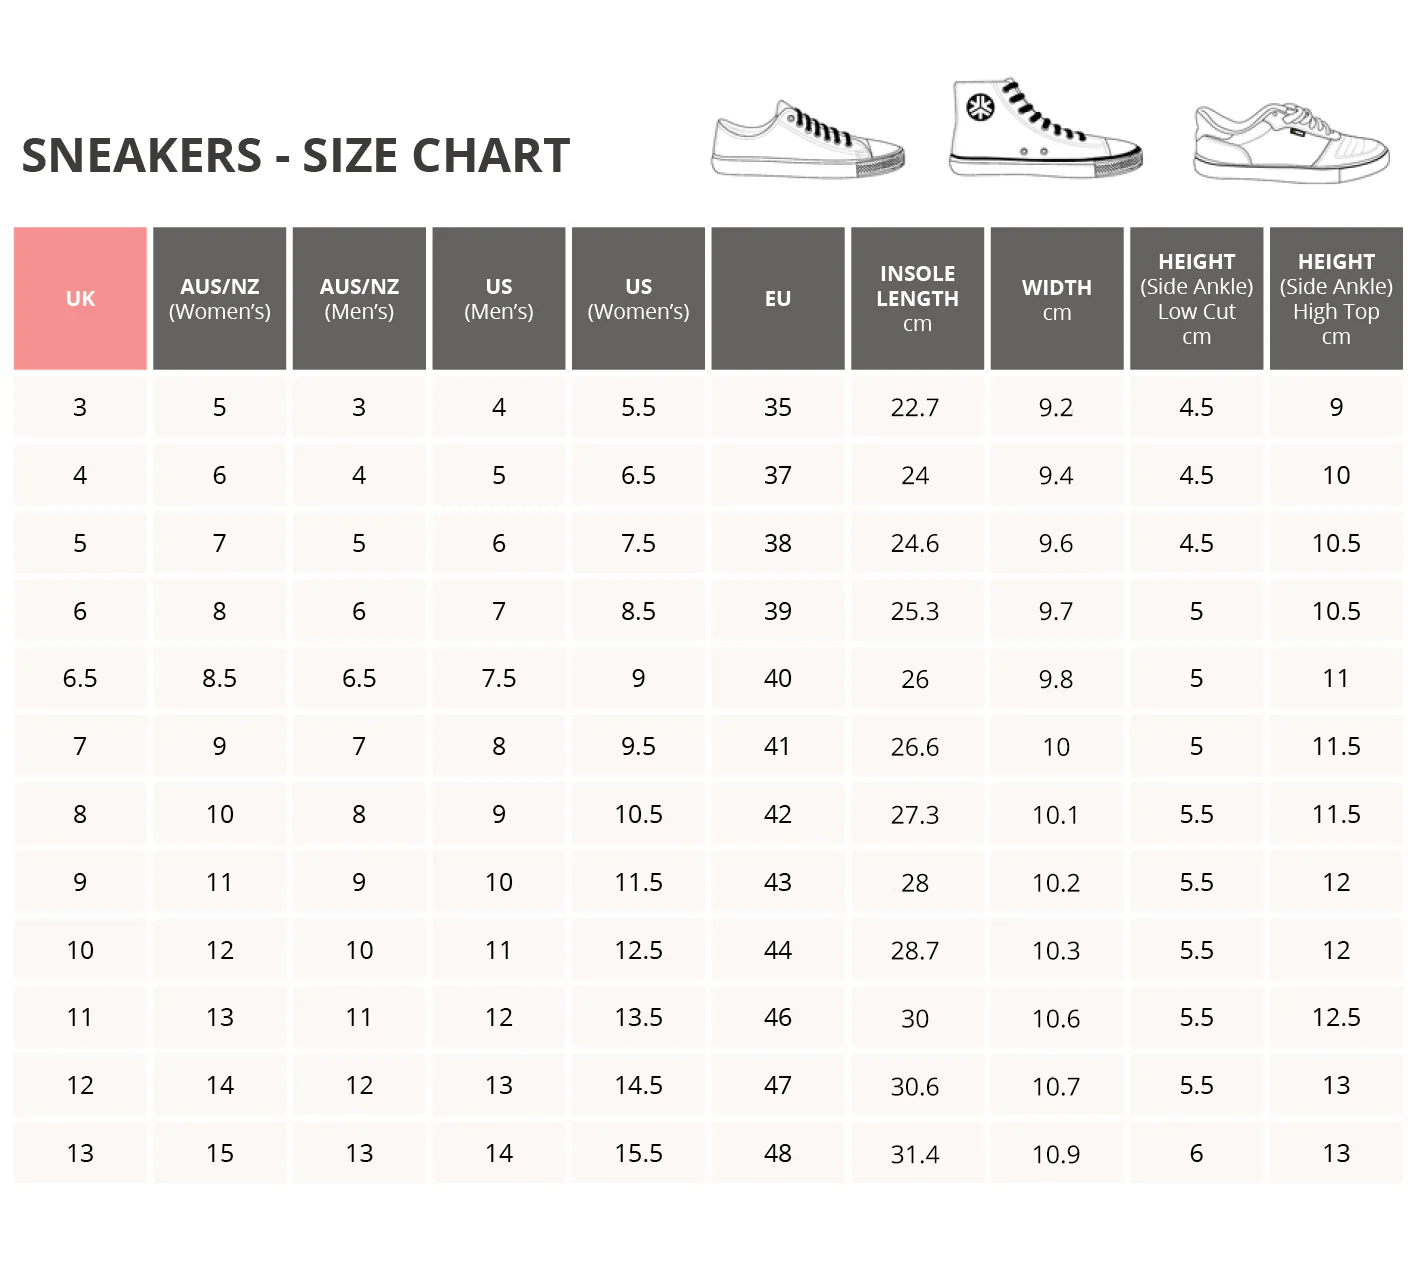 SNEAKERS - SIZE CHART
UK
AUS/NZ
(Women’s)
AUS/NZ
(Men’s)
US
(Men’s)
US
(Women’s)
EU
INSOLE
LENGTH
cm
WIDTH
cm
HEIGHT
(Side Ankle)
Low Cut
cm
HEIGHT
(Side Ankle)
High Top
cm
3 5 3 4 5.5 35 22.7 9.2 4.5 9
4 6 4 5 6.5 37 24 9.4 4.5 10
5 7 5 6 7.5 38 24.6 9.6 4.5 10.5
6 8 6 7 8.5 39 25.3 9.7 5 10.5
6.5 8.5 6.5 7.5 9 40 26 9.8 5 11
7 9 7 8 9.5 41 26.6 10 5 11.5
8 10 8 9 10.5 42 27.3 10.1 5.5 11.5
9 11 9 10 11.5 43 28 10.2 5.5 12
10 12 10 11 12.5 44 28.7 10.3 5.5 12
11 13 11 12 13.5 46 30 10.6 5.5 12.5
12 14 12 13 14.5 47 30.6 10.7 5.5 13
13 15 13 14 15.5 48 31.4 10.9 6 13